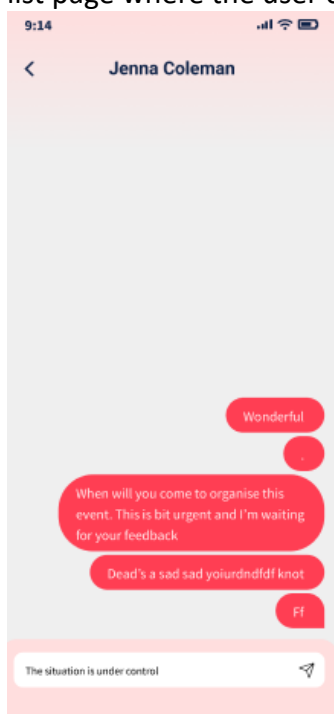 list page where the user
9:14
Jenna Coleman
Wonderful
.
When will you come to organise this
event. This is bit urgent and I'm waiting
for your feedback
Dead's a sad sad yoiurdndfdf knot
Ff
The situation is under control